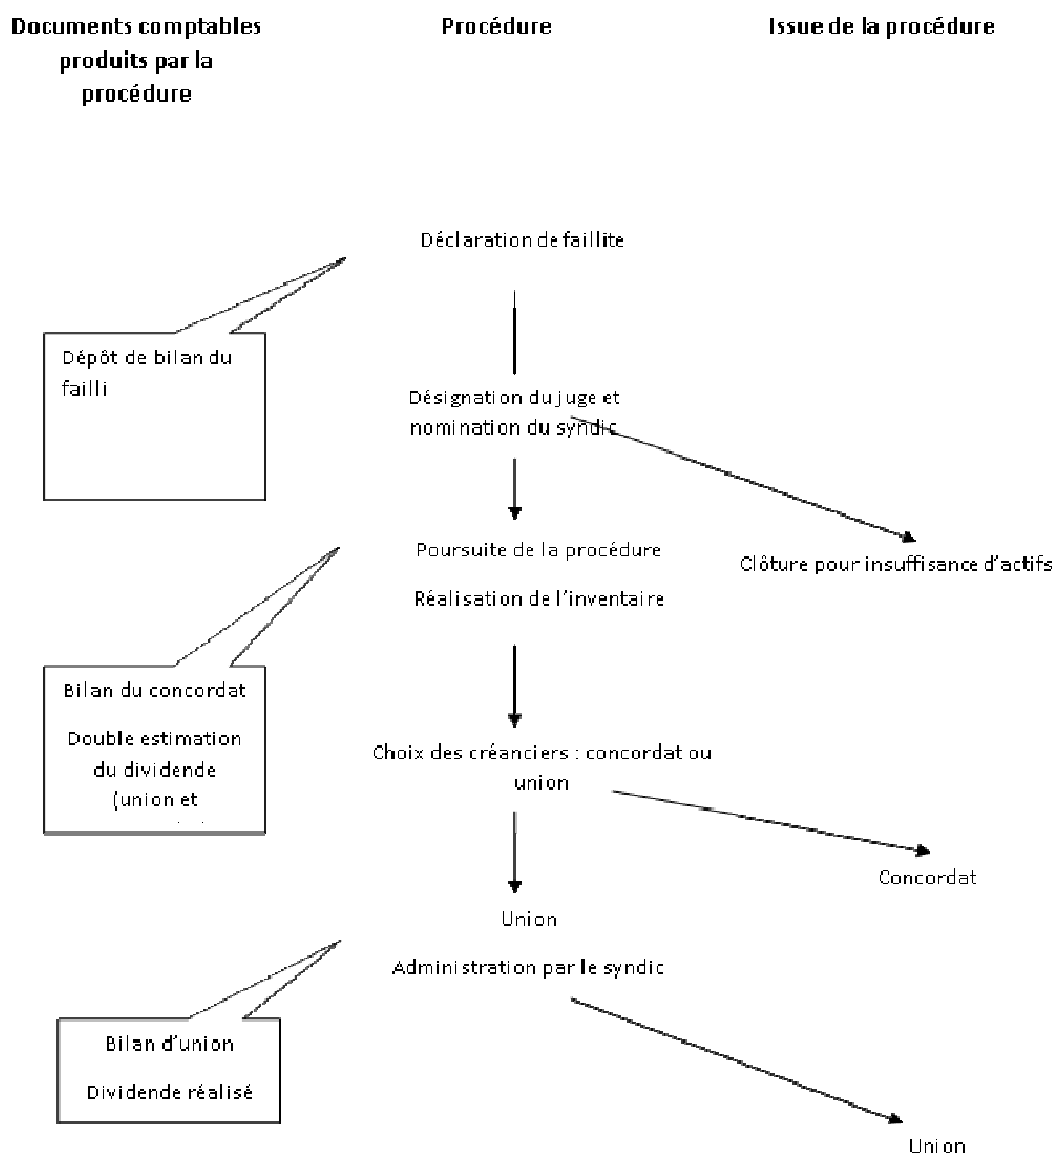 Documents comptables
produits par la
procédure
Procédure
Issue de la procédure
Déclaration de faillite
Dépôt de bilan du
failli
Désignation du juge et
nomination du syndic
Poursuite de la procédure
Réalisation de l'inventaire
Clôture pour insuffisance d'actifs
Bilan du concordat
Double estimation
du dividende
(union et
Choix des créanciers : concordat ou
union
Concordat
Union
Administration par le syndic
Bilan d'union
Dividende réalisé
Union